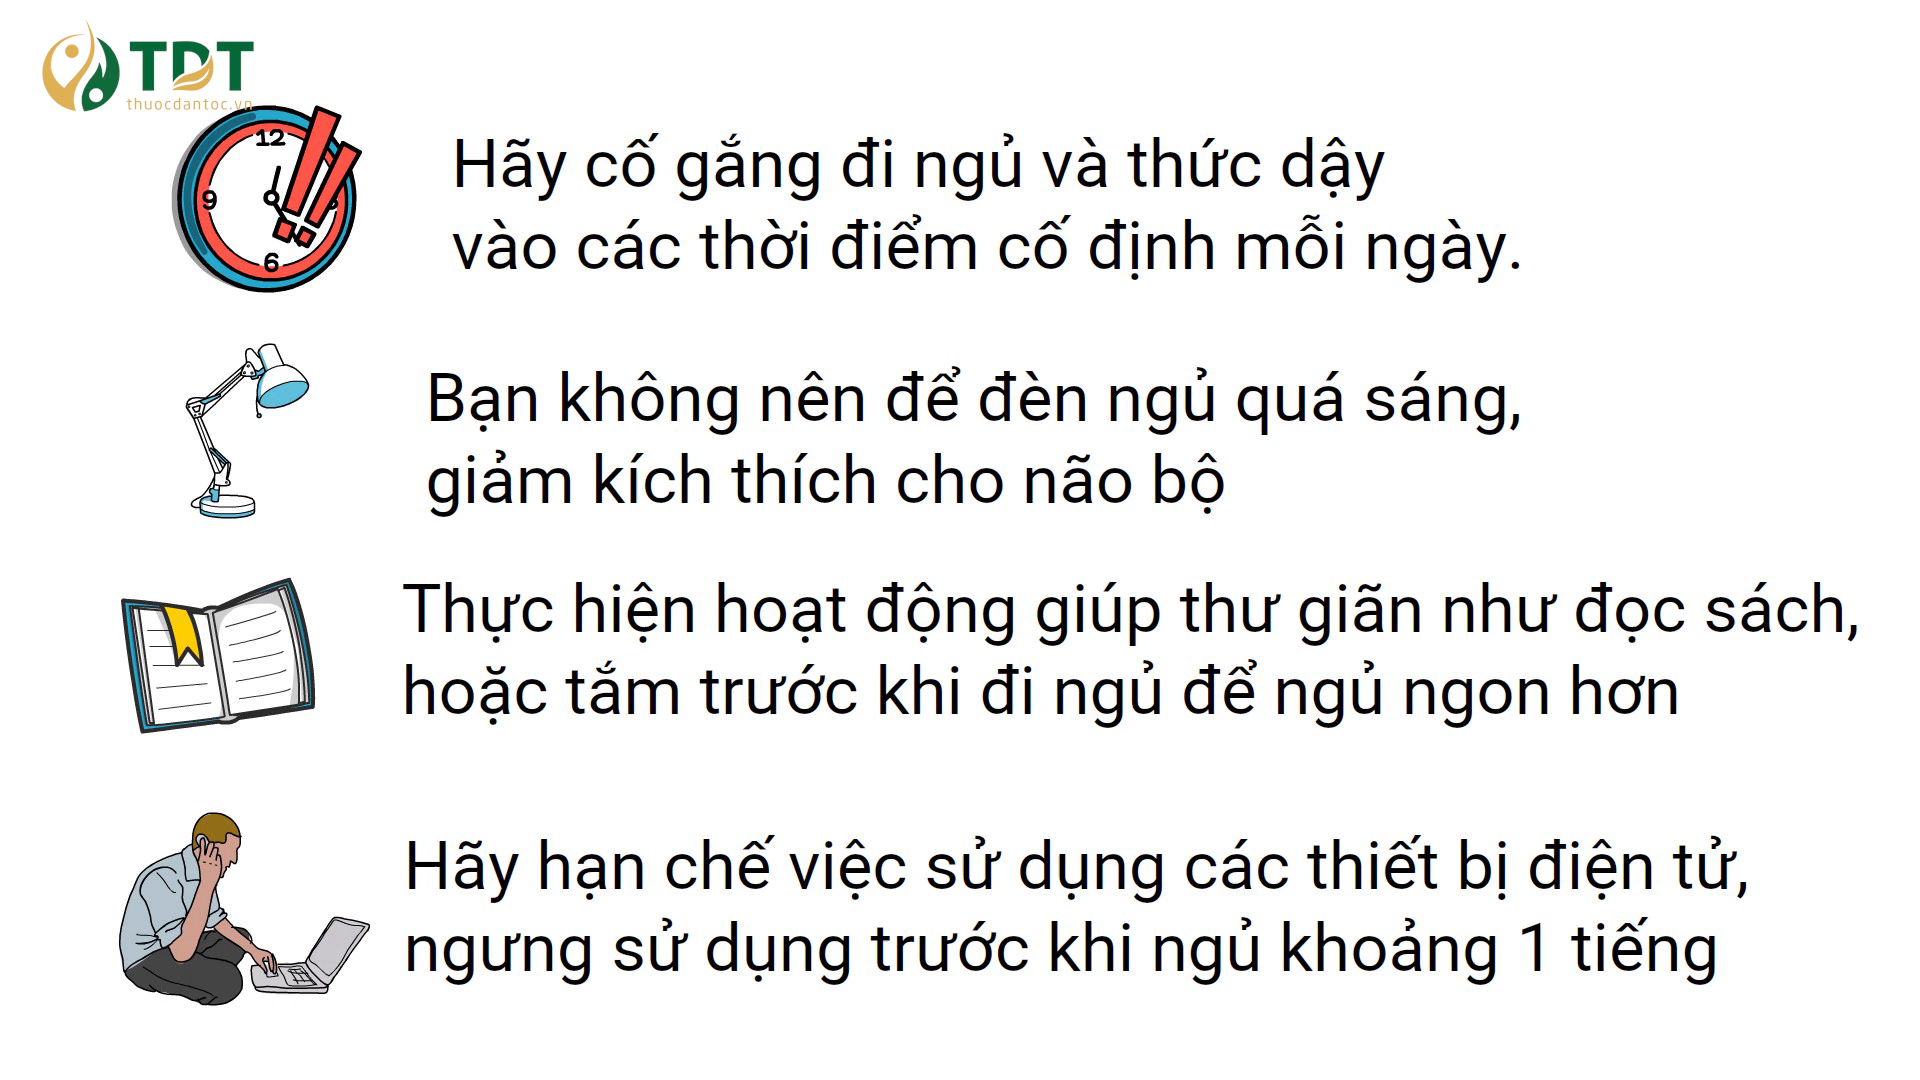 TDT
thuocdantoc.vn
12
9
6
Hãy cố gắng đi ngủ và thức dậy
vào các thời điểm cố định mỗi ngày.
Bạn không nên để đèn ngủ quá sáng,
giảm kích thích cho não bộ
Thực hiện hoạt động giúp thư giãn như đọc sách,
hoặc tắm trước khi đi ngủ để ngủ ngon hơn
Hãy hạn chế việc sử dụng các thiết bị điện tử,
ngưng sử dụng trước khi ngủ khoảng 1 tiếng